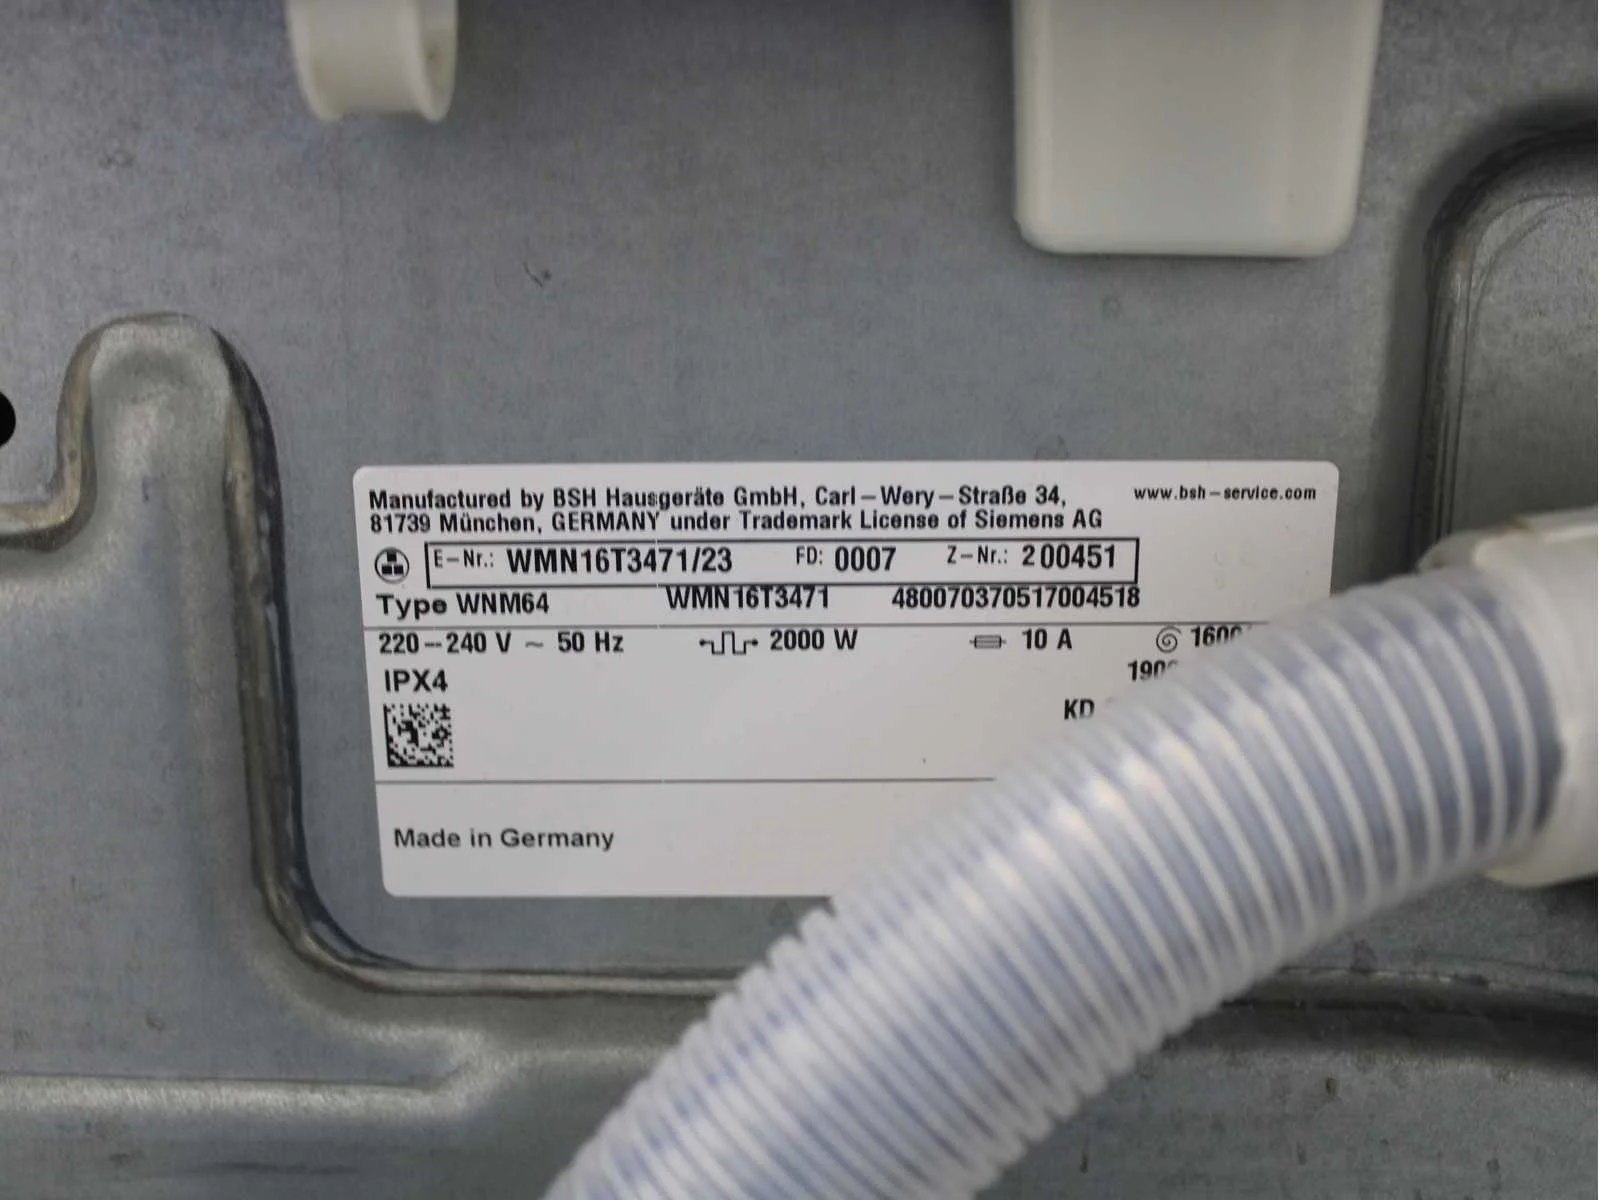 Manufactured by BSH Hausgeräte GmbH, Carl-Wery-Straße 34, www.bsh-service.com
81739 München, GERMANY under Trademark License of Siemens AG
E-Nr.: WMN16T3471/23 FD: 0007 Z-Nr.: 200451
Type WNM64 WMN16T3471 480070370517004518
220-240 V ~ 50 Hz 2000 W 10 A
IPX4
KD
Made in Germany